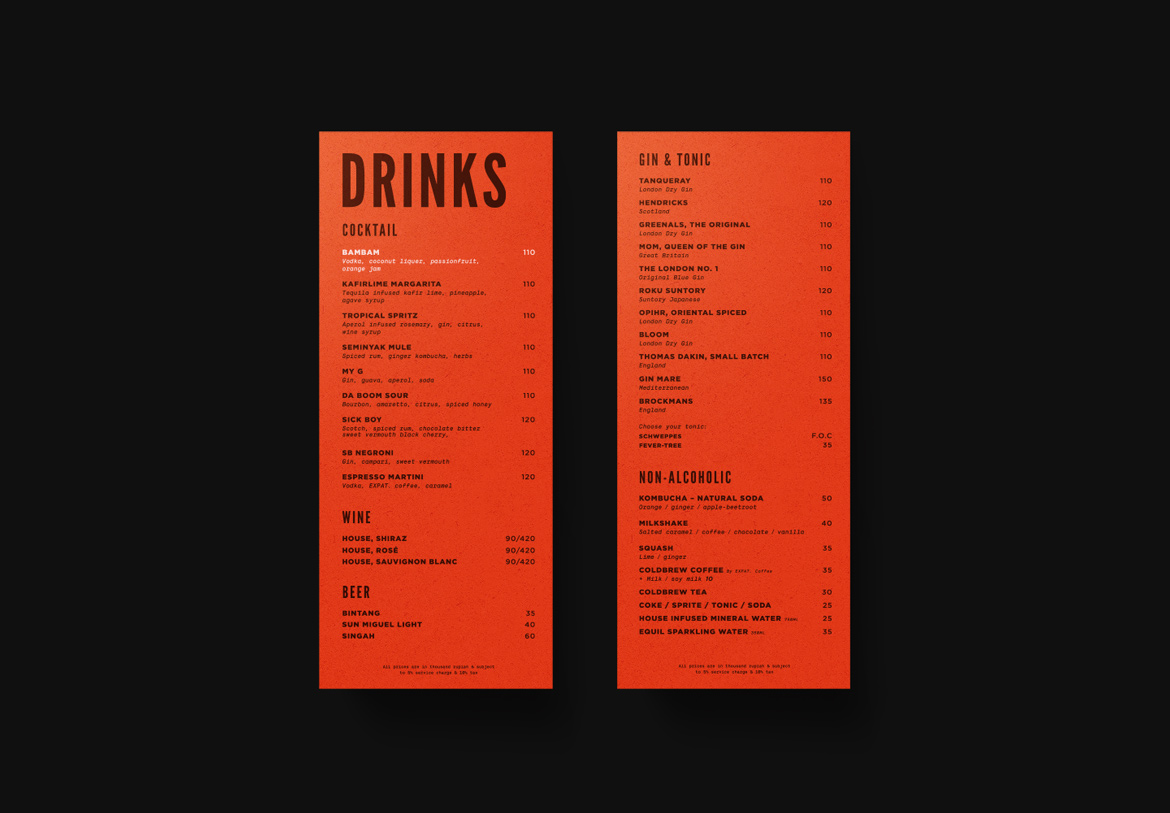 DRINKS
COCKTAIL
BAMBAM 110
Vodka, coconut liquer, passionfruit,
orange jam
KAFIRLIME MARGARITA 110
Tequila infused kafir lime, pineapple,
agave syrup
TROPICAL SPRITZ 110
Aperol infused rosemary, gin, citrus,
wine syrup
SEMINYAK MULE 110
Spiced rum, ginger kombucha, herbs
MY G 110
Gin, guava, aperol, soda
DA BOOM SOUR 110
Bourbon, amaretto, citrus, spiced honey
SICK BOY 120
Scotch, spiced rum, chocolate bitter
sweet vermouth black cherry,
SB NEGRONI 120
Gin, campari, sweet vermouth
ESPRESSO MARTINI 120
Vodka, EXPAT. coffee, caramel
WINE
HOUSE, SHIRAZ 90/420
HOUSE, ROSÉ 90/420
HOUSE, SAUVIGNON BLANC 90/420
BEER
BINTANG 35
SUN MIGUEL LIGHT 40
SINGAH 60
All prices are in thousand rupiah & subject
to 6% service charge & 10% tax
GIN & TONIC
TANQUERAY 110
London Dry Gin
HENDRICKS 120
Scotland
GREENALS, THE ORIGINAL 110
London Dry Gin
MOM, QUEEN OF THE GIN 110
Great Britain
THE LONDON NO. 1 110
Original Blue Gin
ROKU SUNTORY 120
Suntory Japanese
OPIHR, ORIENTAL SPICED 110
London Dry Gin
BLOOM 110
London Dry Gin
THOMAS DAKIN, SMALL BATCH 110
England
GIN MARE 150
Mediterranean
BROCKMANS 135
England
Choose your tonic:
SCHWEPPES F.O.C
FEVER-TREE 35
NON-ALCOHOLIC
KOMBUCHA – NATURAL SODA 50
Orange / ginger / apple-beetroot
MILKSHAKE 40
Salted caramel / coffee / chocolate / vanilla
SQUASH 35
Lime / ginger
COLDBREW COFFEE by EXPAT. Coffee 35
+ Milk / soy milk 10
COLDBREW TEA 30
COKE / SPRITE / TONIC / SODA 25
HOUSE INFUSED MINERAL WATER 25
EQUIL SPARKLING WATER 35
All prices are in thousand rupiah & subject
to 6% service charge & 10% tax